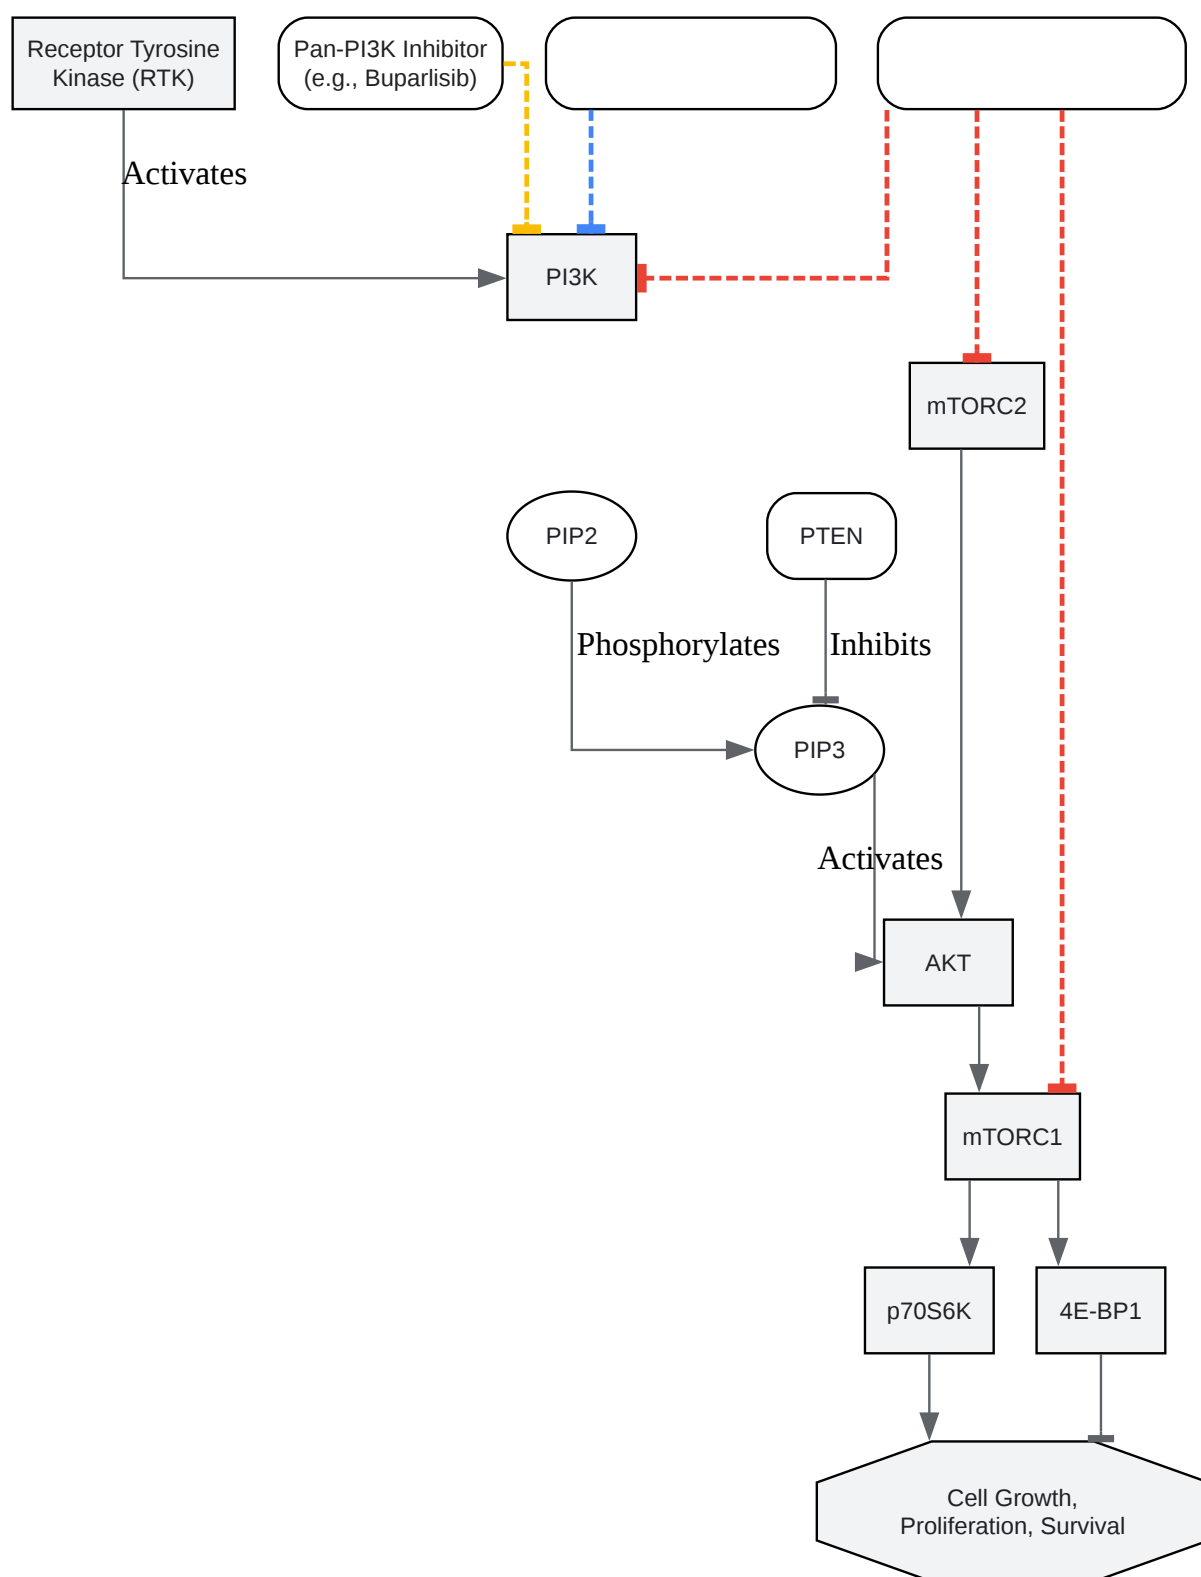 Receptor Tyrosine
Kinase (RTK)
Pan-PI3K Inhibitor
(e.g., Buparlisib)
Activates
PI3K
mTORC2
PIP2
PTEN
Phosphorylates
Inhibits
PIP3
Activates
AKT
mTORC1
p70S6K
4E-BP1
Cell Growth,
Proliferation, Survival